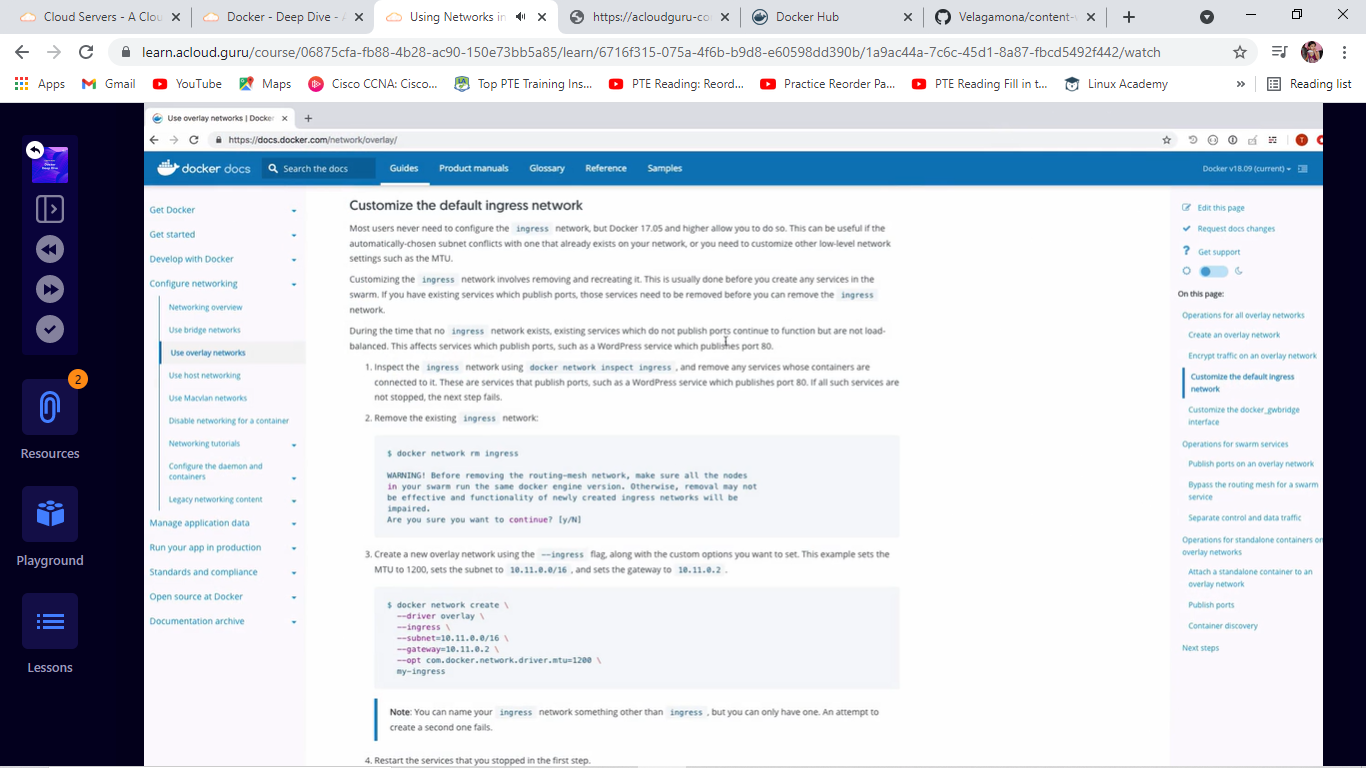 Cloud Servers - A Clou
Docker - Deep Dive - A
Using Networks in
https://acloudguru-co
Docker Hub
Velagamona/content-
learn.acloud.guru/course/06875cfa-fb88-4b28-ac90-150e73bb5a85/learn/6716f315-075a-4f6b-b9d8-e60598dd390b/1a9ac44a-7c6c-45d1-8a87-fbcd5492f442/watch
Apps Gmail YouTube Maps Cisco CCNA: Cisco... Top PTE Training Ins... PTE Reading: Reord... Practice Reorder Pa... PTE Reading Fill in t... Linux Academy » Reading list
2
Resources
Playground
Lessons
Use overlay networks | Docker
https://docs.docker.com/network/overlay/
docker docs Search the docs Guides Product manuals Glossary Reference Samples Docker v18.09 (current)
Get Docker
Get started
Develop with Docker
Configure networking
Networking overview
Use bridge networks
Use overlay networks
Use host networking
Use Macvlan networks
Disable networking for a container
Networking tutorials
Configure the daemon and
containers
Legacy networking content
Manage application data
Run your app in production
Standards and compliance
Open source at Docker
Documentation archive
Customize the default ingress network
Most users never need to configure the ingress network, but Docker 17.05 and higher allow you to do so. This can be useful if the
automatically-chosen subnet conflicts with one that already exists on your network, or you need to customize other low-level network
settings such as the MTU.
Customizing the ingress network involves removing and recreating it. This is usually done before you create any services in the
swarm. If you have existing services which publish ports, those services need to be removed before you can remove the ingress
network.
During the time that no ingress network exists, existing services which do not publish ports continue to function but are not load-
balanced. This affects services which publish ports, such as a WordPress service which publishes port 80.
1. Inspect the ingress network using docker network inspect ingress , and remove any services whose containers are
connected to it. These are services that publish ports, such as a WordPress service which publishes port 80. If all such services are
not stopped, the next step fails.
2. Remove the existing ingress network:
$ docker network rm ingress
WARNING! Before removing the routing-mesh network, make sure all the nodes
in your swarm run the same docker engine version. Otherwise, removal may not
be effective and functionality of newly created ingress networks will be
impaired.
Are you sure you want to continue? [y/N]
3. Create a new overlay network using the --ingress flag, along with the custom options you want to set. This example sets the
MTU to 1200, sets the subnet to 10.11.0.0/16 , and sets the gateway to 10.11.0.2 .
$ docker network create \
--driver overlay \
--ingress \
--subnet=10.11.0.0/16 \
--gateway=10.11.0.2 \
--opt com.docker.network.driver.mtu=1200 \
my-ingress
Note: You can name your ingress network something other than ingress , but you can only have one. An attempt to
create a second one fails.
4. Restart the services that you stopped in the first step.
Edit this page
Request docs changes
Get support
On this page:
Operations for all overlay networks
Create an overlay network
Encrypt traffic on an overlay network
Customize the default ingress
network
Customize the docker_gwbridge
interface
Operations for swarm services
Publish ports on an overlay network
Bypass the routing mesh for a swarm
service
Separate control and data traffic
Operations for standalone containers on
overlay networks
Attach a standalone container to an
overlay network
Publish ports
Container discovery
Next steps